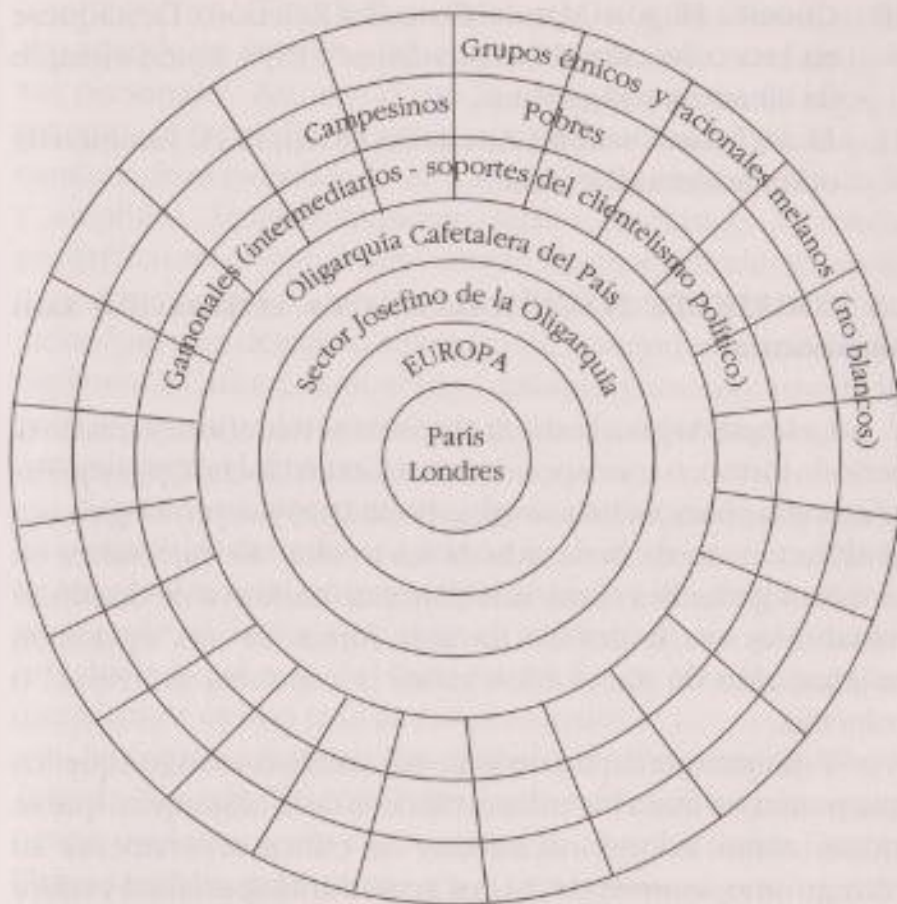 Grupos étnicos y racionales melanos (no blancos)
Campesinos Pobres
Gamonales (intermediarios - soportes del clientelismo político)
Oligarquía Cafetalera del País
Sector Josefino de la Oligarquía
EUROPA
París
Londres